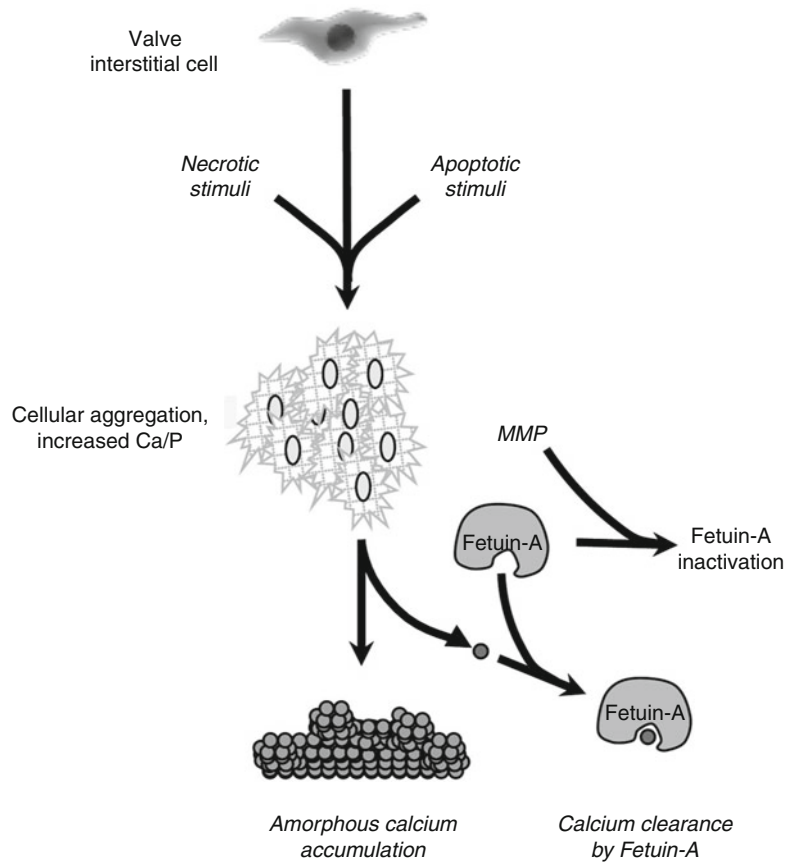 Valve
interstitial cell
Necrotic
stimuli
Apoptotic
stimuli
Cellular aggregation,
increased Ca/P
MMP
Fetuin-A
Fetuin-A
inactivation
Fetuin-A
Amorphous calcium
accumulation
Calcium clearance
by Fetuin-A